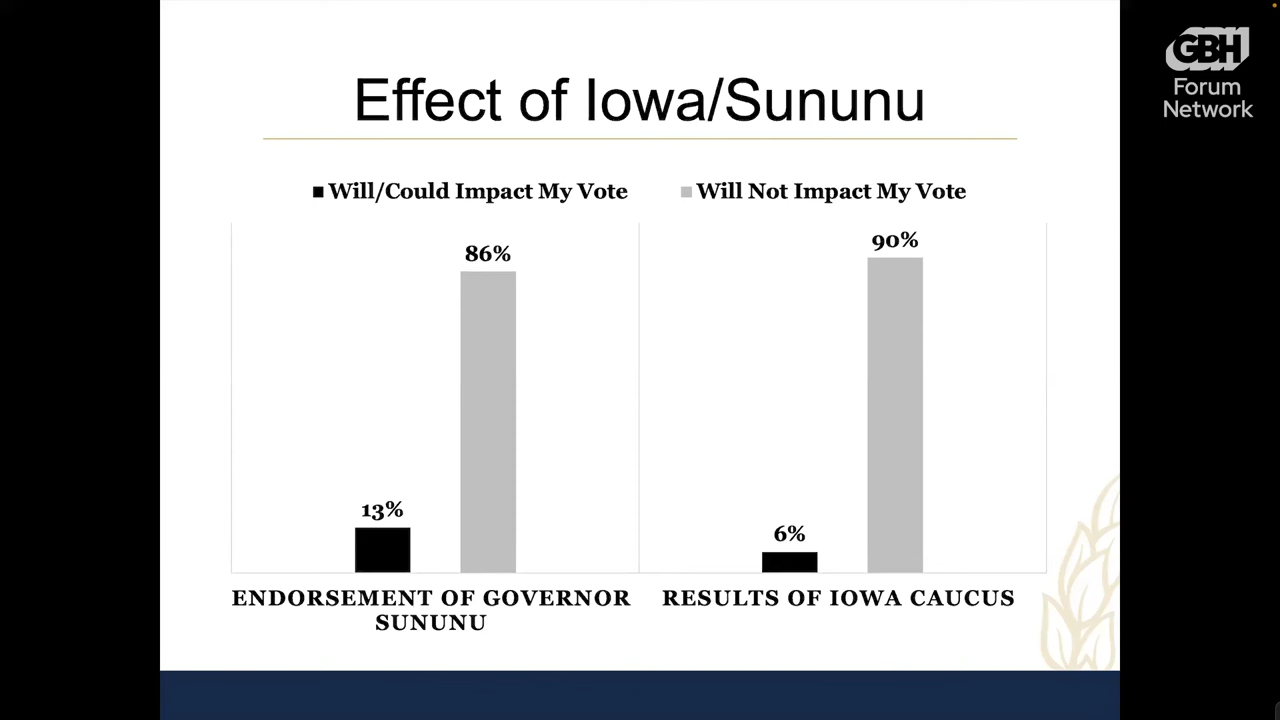 GBH
Forum
Network
Effect of Iowa/Sununu
Will/Could Impact My Vote
Will Not Impact My Vote
86%
90%
13%
6%
ENDORSEMENT OF GOVERNOR
SUNUNU
RESULTS OF IOWA CAUCUS